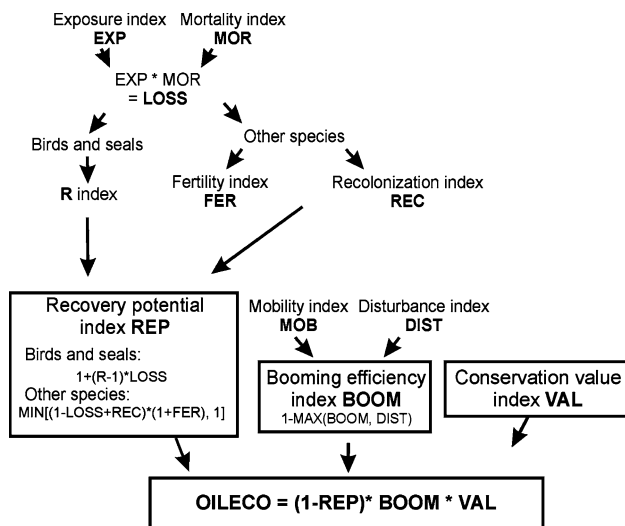 Exposure index
EXP
Mortality index
MOR
EXP * MOR
= LOSS
Birds and seals
Other species
R index
Fertility index
FER
Recolonization index
REC
Recovery potential
index REP
Birds and seals:
1+(R-1)*LOSS
Other species:
MIN[(1-LOSS+REC)*(1+FER), 1]
Mobility index
MOB
Disturbance index
DIST
Booming efficiency
index BOOM
1-MAX(BOOM, DIST)
Conservation value
index VAL
OILECO = (1-REP)* BOOM * VAL